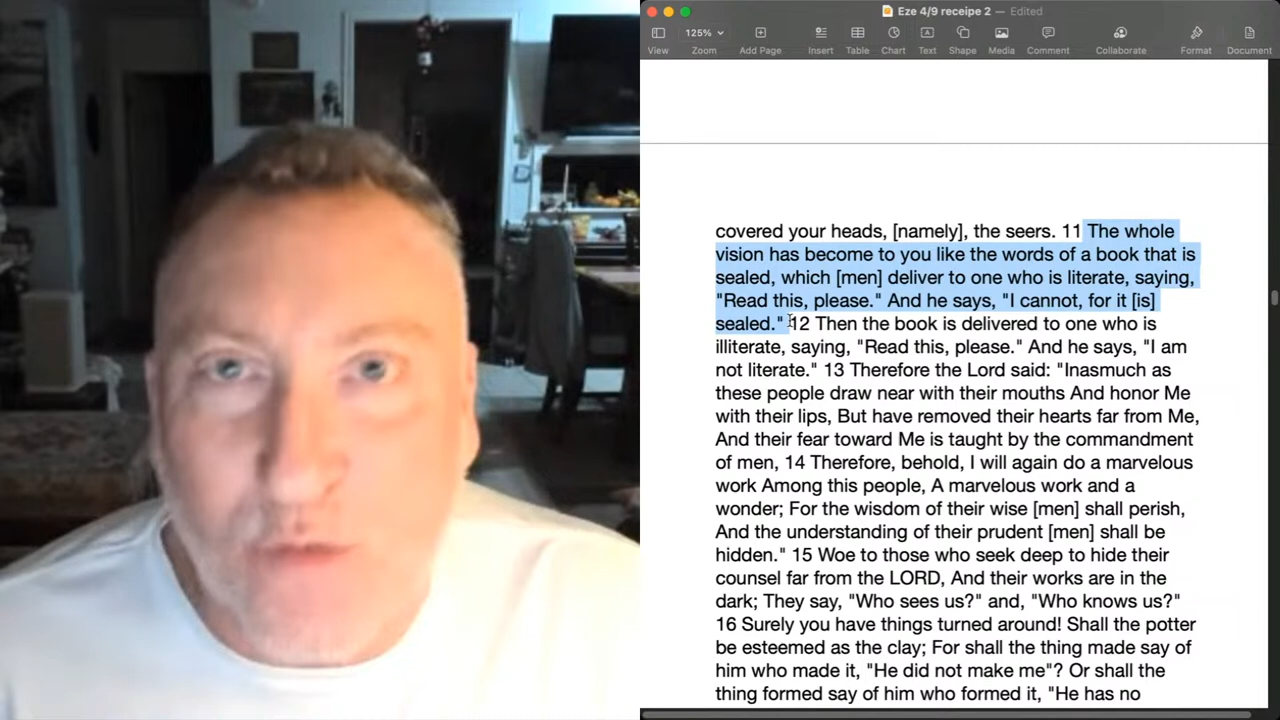 Eze 4/9 receipe 2 — Edited
125%
View Zoom Add Page Insert Table Chart Text Shape Media Comment Collaborate Format Document
covered your heads, [namely], the seers. 11 The whole
vision has become to you like the words of a book that is
sealed, which [men] deliver to one who is literate, saying,
"Read this, please." And he says, "I cannot, for it [is]
sealed." 12 Then the book is delivered to one who is
illiterate, saying, "Read this, please." And he says, "I am
not literate." 13 Therefore the Lord said: "Inasmuch as
these people draw near with their mouths And honor Me
with their lips, But have removed their hearts far from Me,
And their fear toward Me is taught by the commandment
of men, 14 Therefore, behold, I will again do a marvelous
work Among this people, A marvelous work and a
wonder; For the wisdom of their wise [men] shall perish,
And the understanding of their prudent [men] shall be
hidden." 15 Woe to those who seek deep to hide their
counsel far from the LORD, And their works are in the
dark; They say, "Who sees us?" and, "Who knows us?"
16 Surely you have things turned around! Shall the potter
be esteemed as the clay; For shall the thing made say of
him who made it, "He did not make me"? Or shall the
thing formed say of him who formed it, "He has no